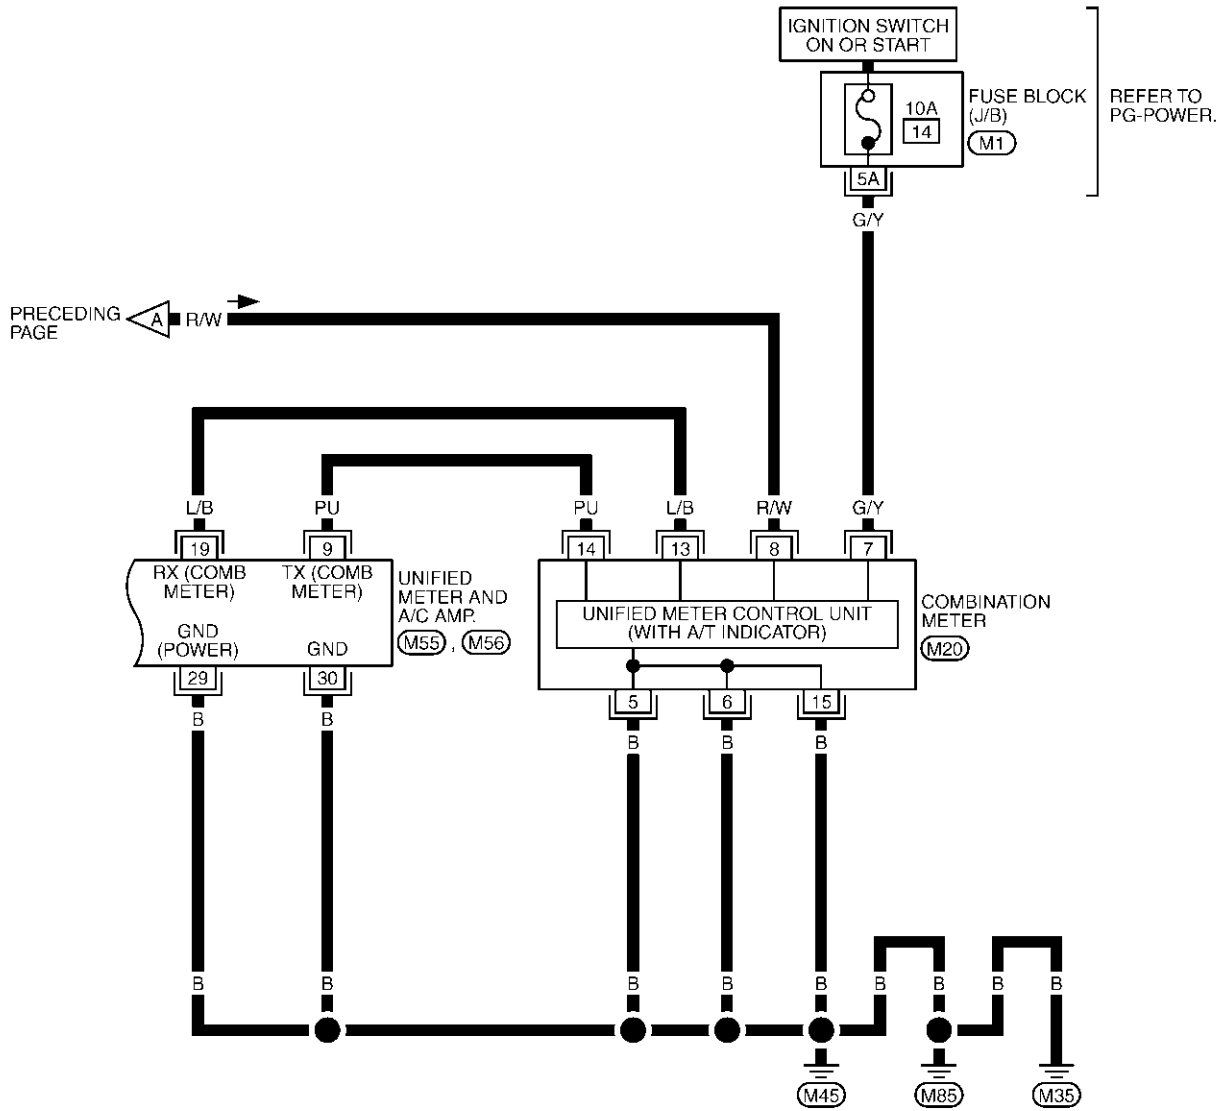 IGNITION SWITCH
ON OR START
10A
14
FUSE BLOCK
(J/B)
M1
REFER TO
PG-POWER.
5A
G/Y
PRECEDING
PAGE
A
R/W
L/B
PU
PU
L/B
R/W
G/Y
19
9
14
13
8
7
RX (COMB
METER)
TX (COMB
METER)
GND
(POWER)
GND
UNIFIED
METER AND
A/C AMP.
M55 , M56
UNIFIED METER CONTROL UNIT
(WITH A/T INDICATOR)
COMBINATION
METER
M20
29
30
5
6
15
B
B
B
B
B
B
B
B
B
B
B
B
B
B
M45
M85
M35